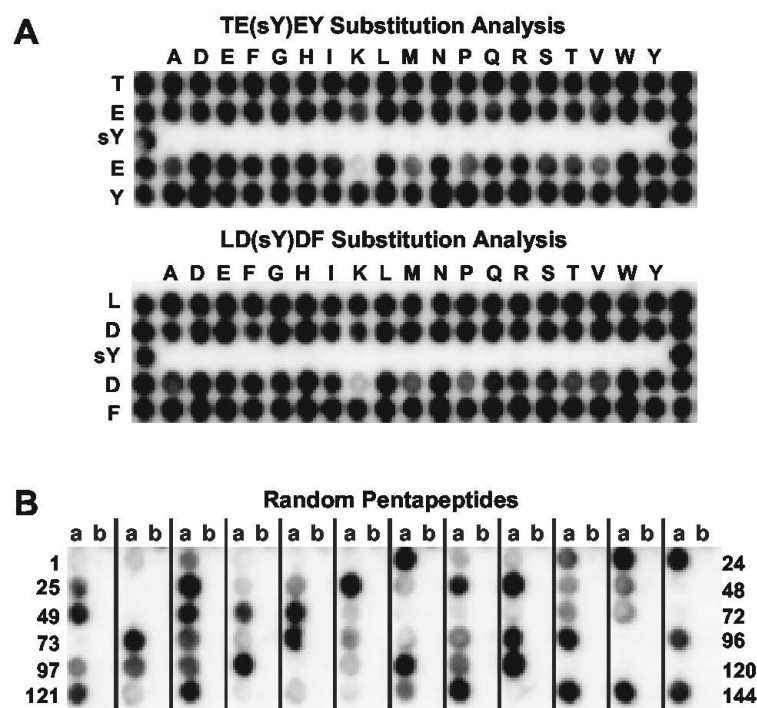 A
TE(sY)EY Substitution Analysis
A D E F G H I K L M N P Q R S T V W Y
T
E
sY
E
Y
LD(sY)DF Substitution Analysis
A D E F G H I K L M N P Q R S T V W Y
L
D
sY
D
F
B
Random Pentapeptides
a b a b a b a b a b a b a b a b a b a b a b a b
1 24
25 48
49 72
73 96
97 120
121 144